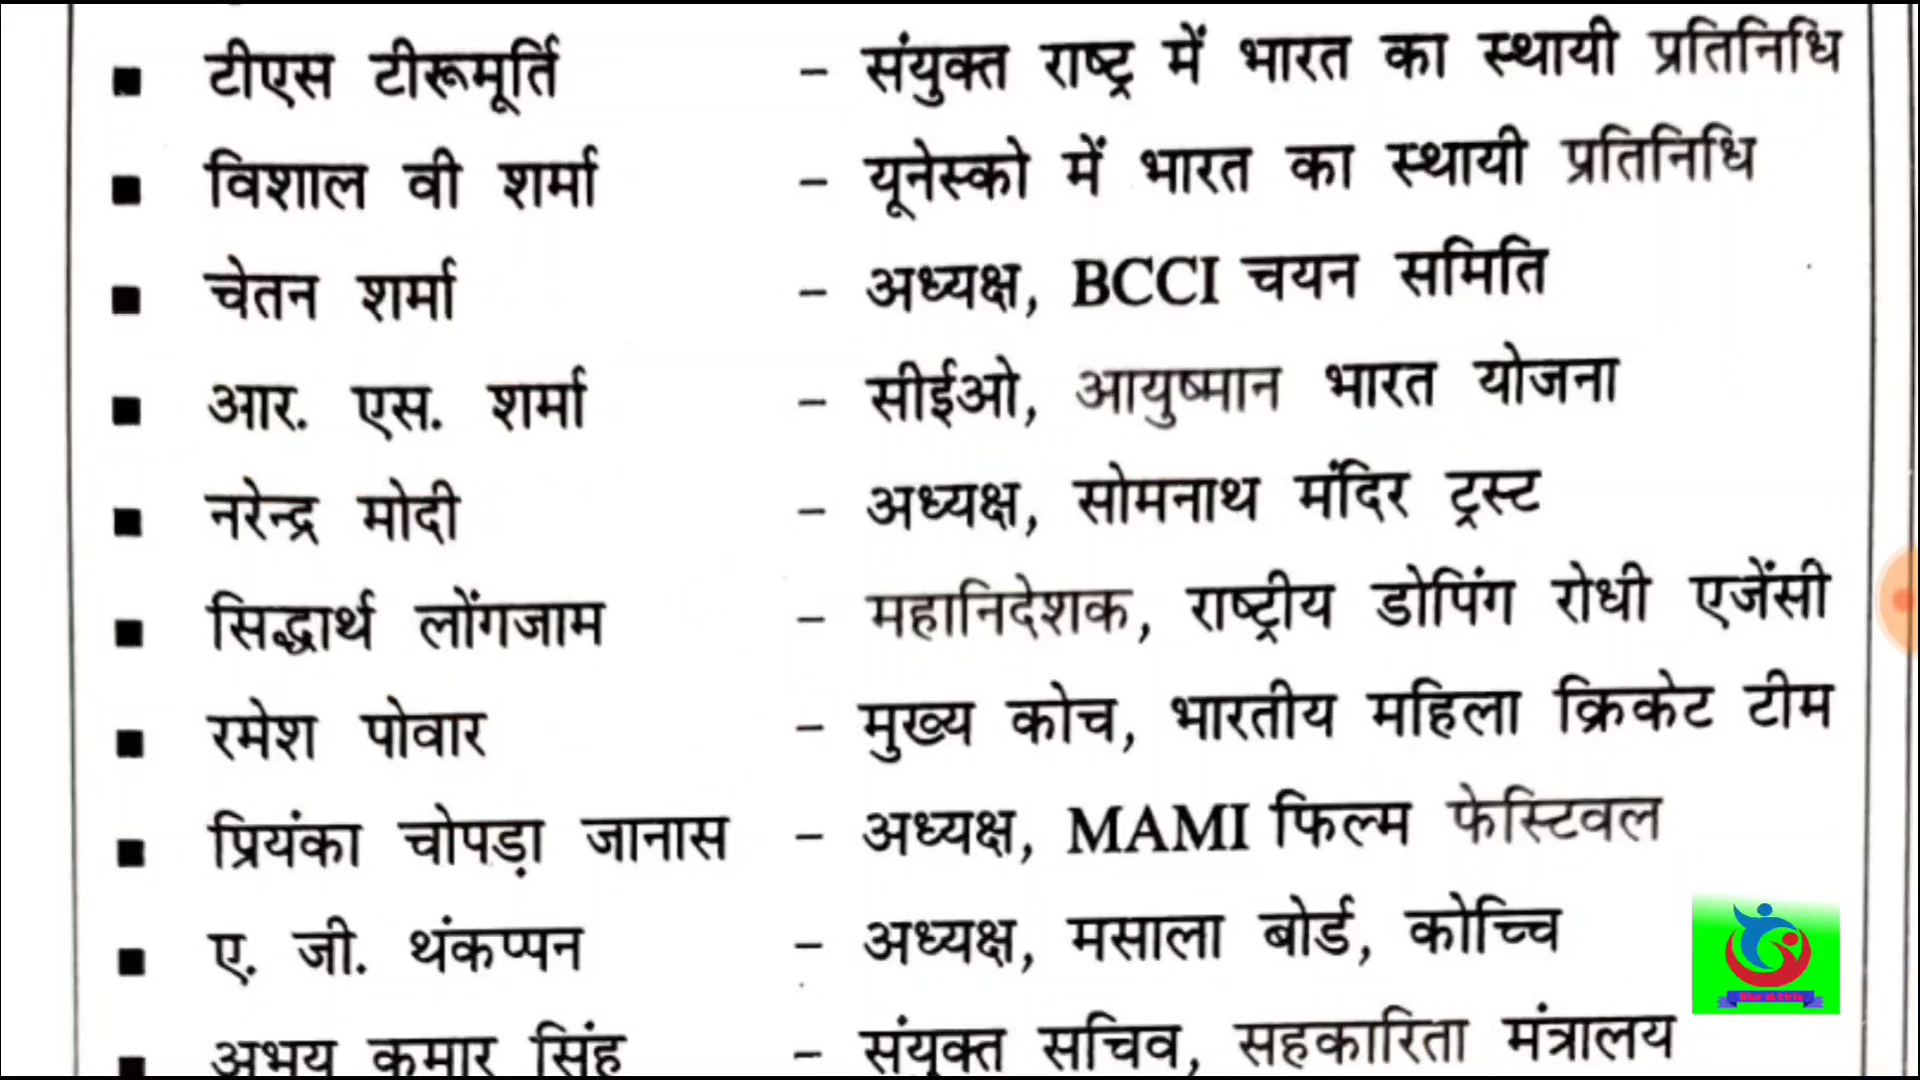 ■ टीएस टीरूमूर्ति – संयुक्त राष्ट्र में भारत का स्थायी प्रतिनिधि
■ विशाल वी शर्मा – यूनेस्को में भारत का स्थायी प्रतिनिधि
■ चेतन शर्मा – अध्यक्ष, BCCI चयन समिति
■ आर. एस. शर्मा – सीईओ, आयुष्मान भारत योजना
■ नरेन्द्र मोदी – अध्यक्ष, सोमनाथ मंदिर ट्रस्ट
■ सिद्धार्थ लोंगजाम – महानिदेशक, राष्ट्रीय डोपिंग रोधी एजेंसी
■ रमेश पोवार – मुख्य कोच, भारतीय महिला क्रिकेट टीम
■ प्रियंका चोपड़ा जानास – अध्यक्ष, MAMI फिल्म फेस्टिवल
■ ए. जी. थंकप्पन – अध्यक्ष, मसाला बोर्ड, कोच्चि
■ अभय कुमार सिंह – संयुक्त सचिव, सहकारिता मंत्रालय